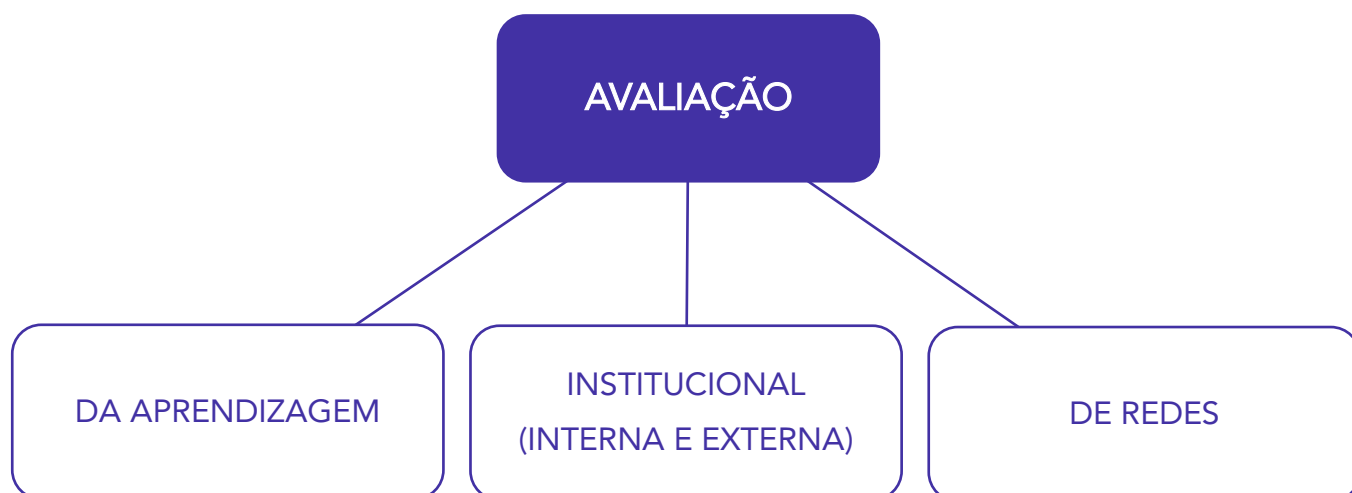 AVALIAÇÃO
DA APRENDIZAGEM
INSTITUCIONAL
(INTERNA E EXTERNA)
DE REDES